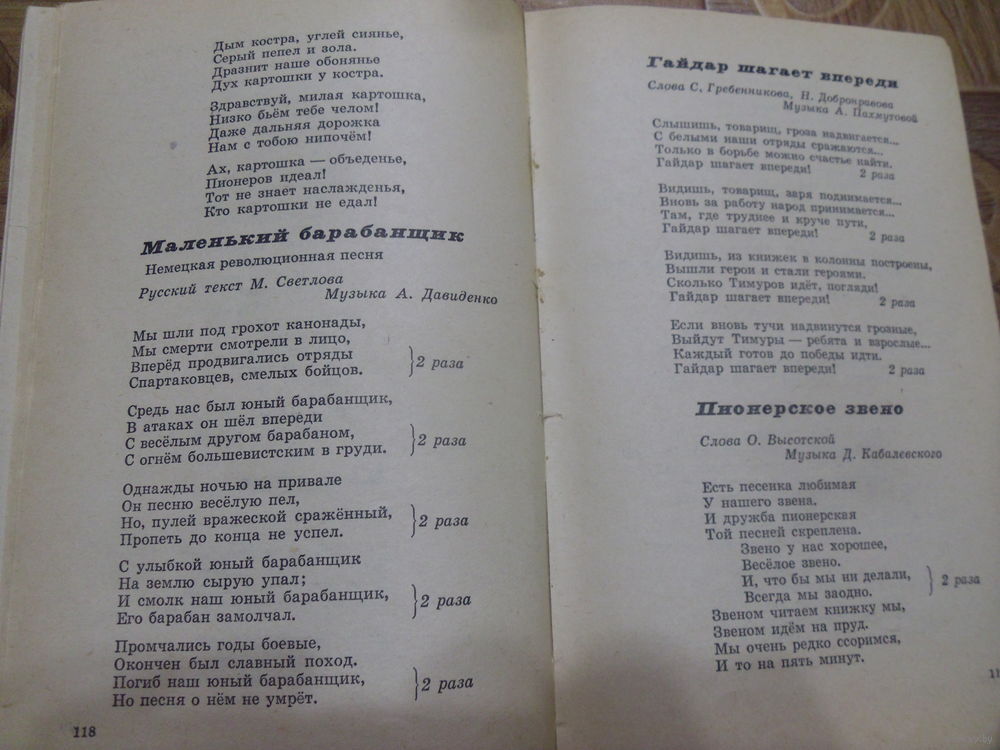 Дым костра, углей сиянье,
Серый пепел и зола.
Дразнит наше обонянье
Дух картошки у костра.
Здравствуй, милая картошка,
Низко бьём тебе челом!
Даже дальняя дорожка
Нам с тобою нипочём!
Ах, картошка — объеденье,
Пионеров идеал!
Тот не знает наслажденья,
Кто картошки не едал!
Маленький барабанщик
Немецкая революционная песня
Русский текст М. Светлова
Музыка А. Давиденко
Мы шли под грохот канонады,
Мы смерти смотрели в лицо,
Вперёд продвигались отряды
Спартаковцев, смелых бойцов.
2 раза
Средь нас был юный барабанщик,
В атаках он шёл впереди
С весёлым другом барабаном,
С огнём большевистским в груди.
2 раза
Однажды ночью на привале
Он песню весёлую пел,
Но, пулей вражеской сражённый,
Пропеть до конца не успел.
2 раза
С улыбкой юный барабанщик
На землю сырую упал;
И смолк наш юный барабанщик,
Его барабан замолчал.
2 раза
Промчались годы боевые,
Окончен был славный поход.
Погиб наш юный барабанщик,
Но песня о нём не умрёт.
2 раза
118
Гайдар шагает впереди
Слова С. Гребенникова, Н. Добронравова
Музыка А. Пахмутовой
Слышишь, товарищ, гроза надвигается...
С белыми наши отряды сражаются...
Только в борьбе можно счастье найти.
Гайдар шагает впереди! 2 раза
Видишь, товарищ, заря поднимается...
Вновь за работу народ принимается...
Там, где труднее и круче пути,
Гайдар шагает впереди! 2 раза
Видишь, из книжек в колонны построены,
Вышли герои и стали героями.
Сколько Тимуров идёт, погляди!
Гайдар шагает впереди! 2 раза
Если вновь тучи надвинутся грозные,
Выйдут Тимуры — ребята и взрослые...
Каждый готов до победы идти.
Гайдар шагает впереди! 2 раза
Пионерское звено
Слова О. Высотской
Музыка Д. Кабалевского
Есть песенка любимая
У нашего звена.
И дружба пионерская
Той песней скреплена.
Звено у нас хорошее,
Весёлое звено.
И, что бы мы ни делали,
Всегда мы заодно.
2 раза
Звеном читаем книжку мы,
Звеном идём на пруд.
Мы очень редко ссоримся,
И то на пять минут.